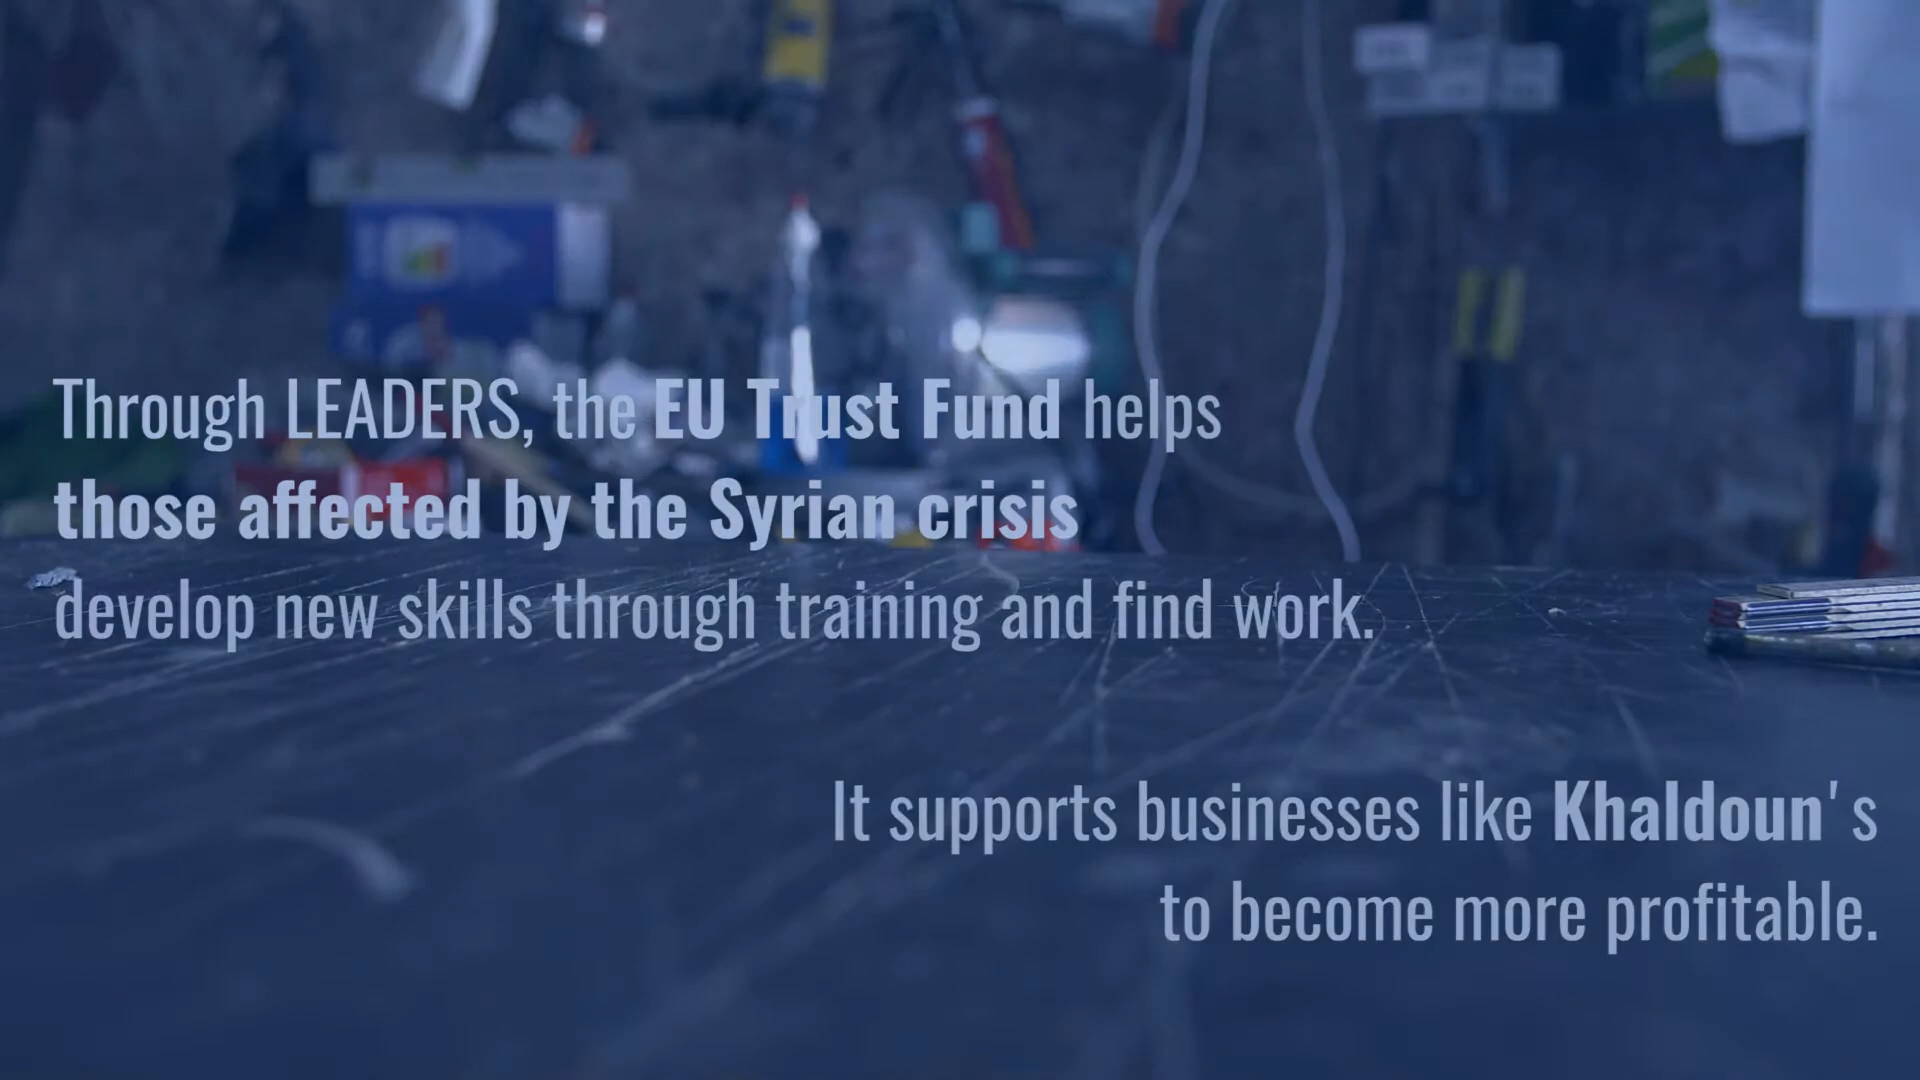 Through LEADERS, the EU Trust Fund helps
those affected by the Syrian crisis
develop new skills through training and find work.
It supports businesses like Khaldoun's
to become more profitable.